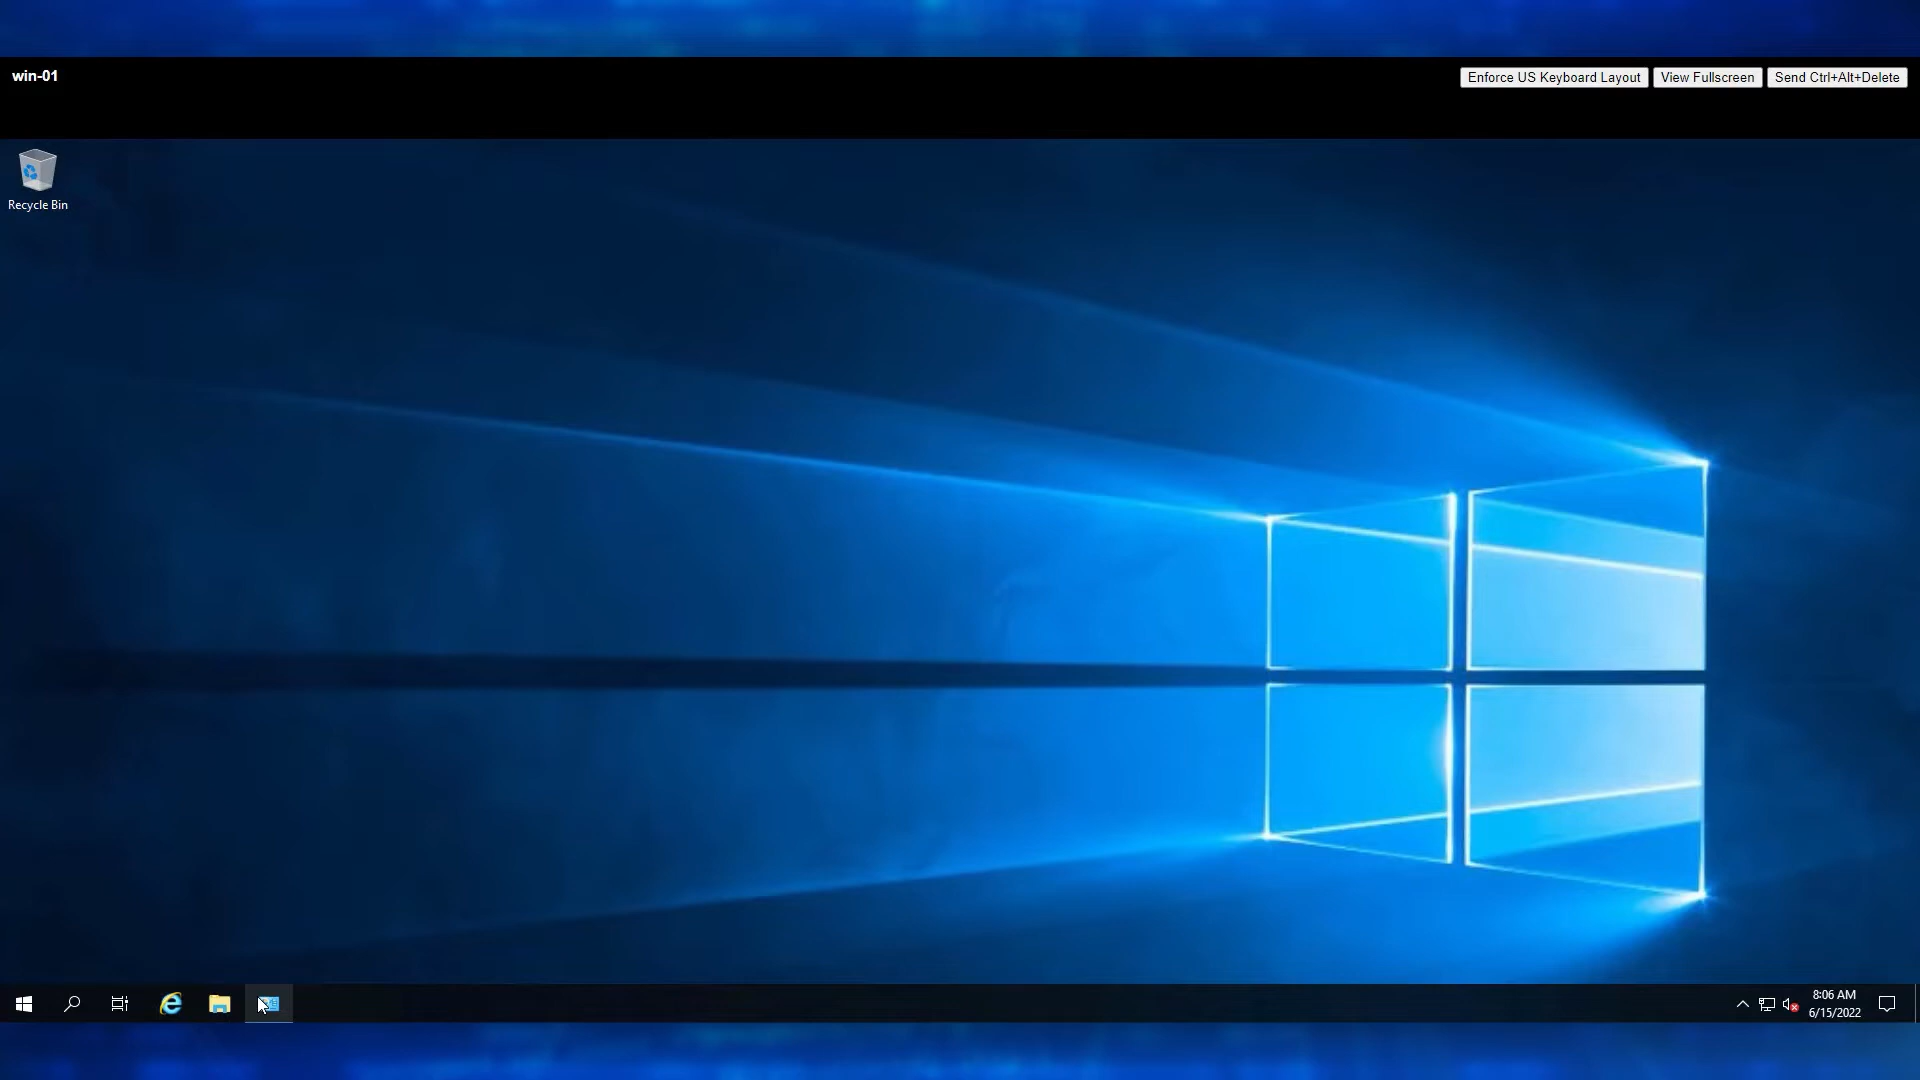 win-01
Enforce US Keyboard Layout View Fullscreen Send Ctrl+Alt+Delete
Recycle Bin
8:06 AM
6/15/2022